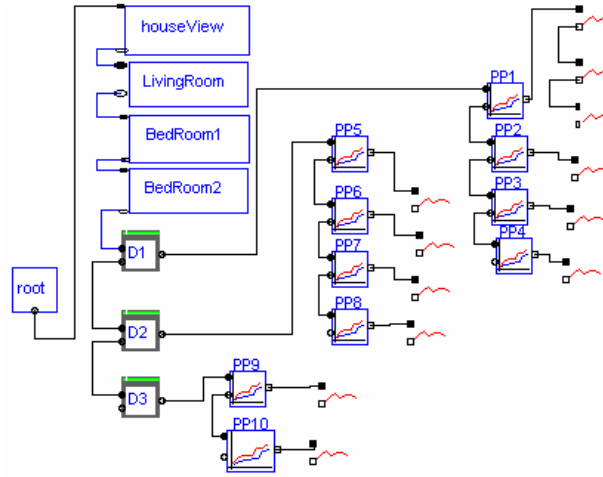 houseView
LivingRoom
BedRoom1
BedRoom2
root
D1
D2
D3
PP1
PP2
PP3
PP4
PP5
PP6
PP7
PP8
PP9
PP10